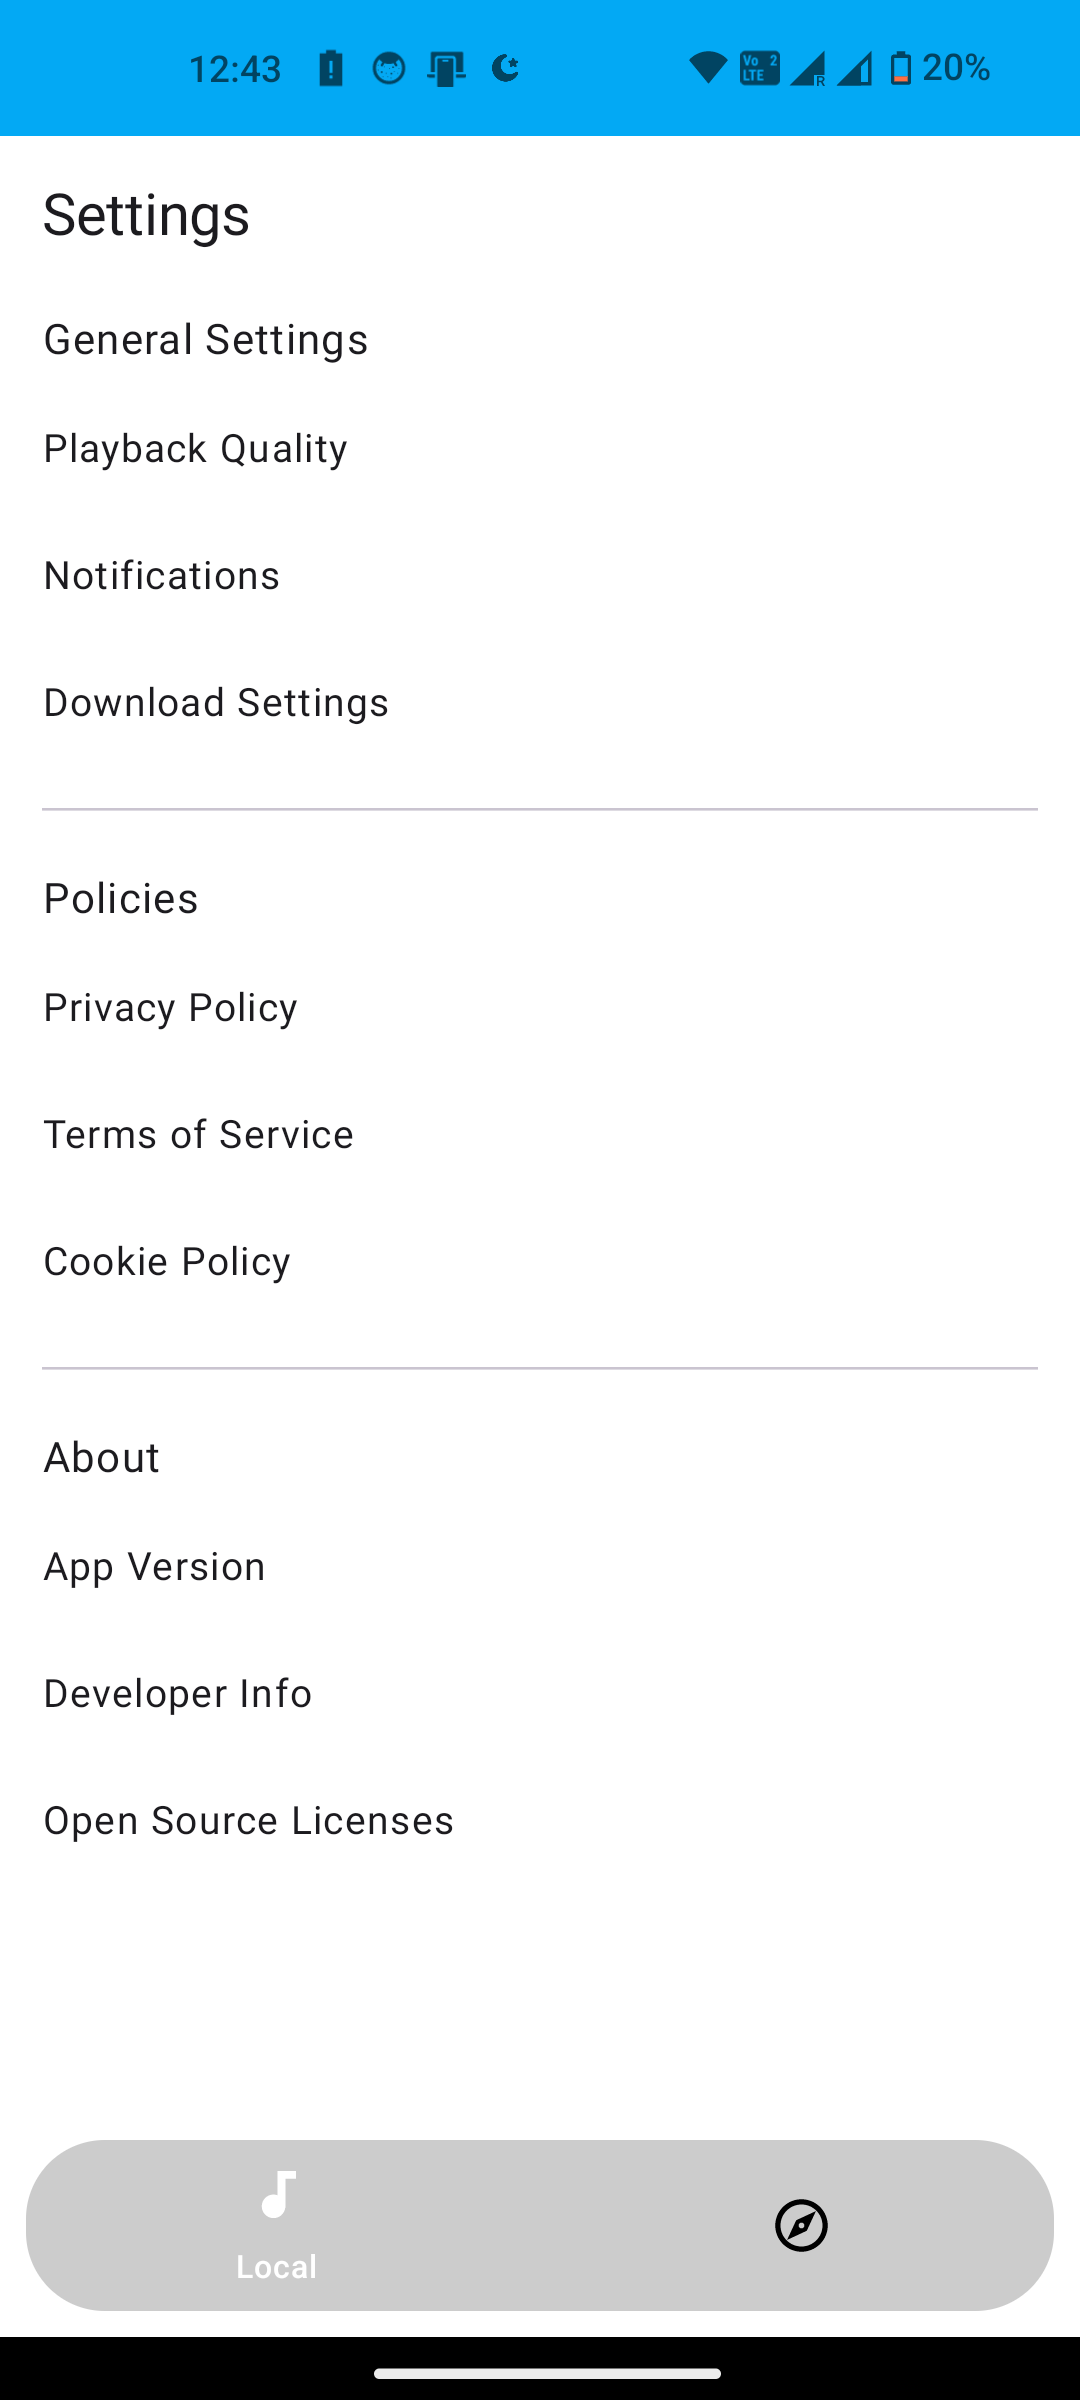 12:43
Vo 2
LTE
R
20%
Settings
General Settings
Playback Quality
Notifications
Download Settings
Policies
Privacy Policy
Terms of Service
Cookie Policy
About
App Version
Developer Info
Open Source Licenses
Local